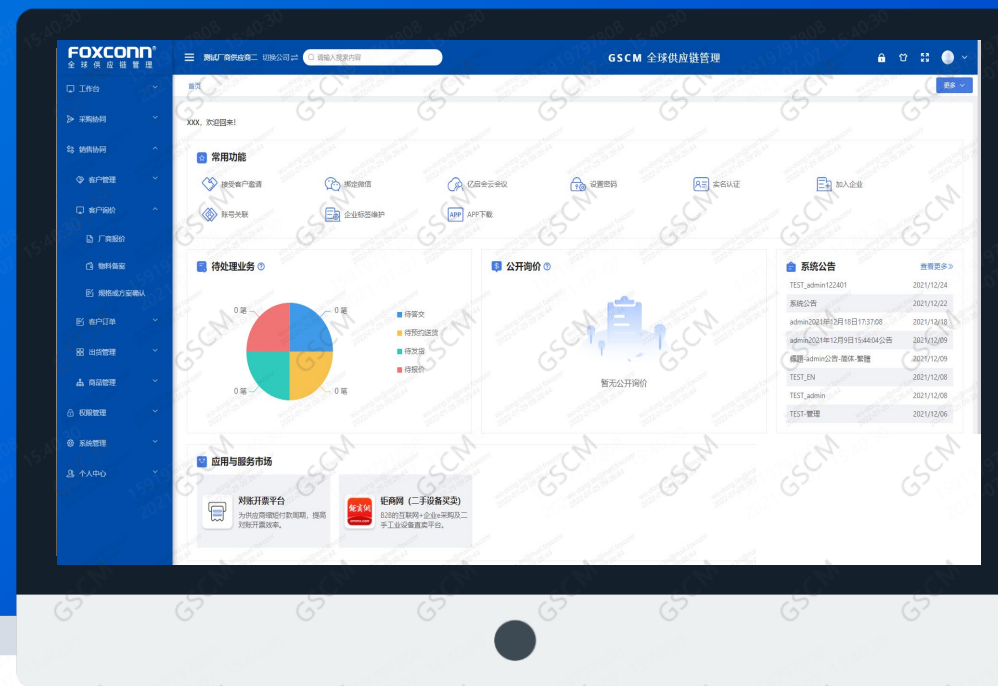 FOXCONN®
全球供应链管理
测试厂商供应商二 切换公司 请输入搜索内容
GSCM 全球供应链管理
工作台
采购协同
销售协同
客户管理
客户询价
厂商报价
物料备案
规格或方案确认
客户订单
出货管理
商品管理
权限管理
系统管理
个人中心
首页
更多
XXX，欢迎回来!
常用功能
接受客户邀请
绑定微信
亿启会云会议
设置密码
实名认证
加入企业
账号关联
企业标签维护
APP APP下载
待处理业务
0 笔
0 笔
0 笔
0 笔
待答交
待预约送货
待发货
待报价
公开询价
暂无公开询价
系统公告 查看更多
TEST_admin122401 2021/12/24
系统公告 2021/12/22
admin2021年12月18日17:37:08 2021/12/18
admin2021年12月9日15:44:04公告 2021/12/09
標題-admin公告-简体-繁體 2021/12/09
TEST_EN 2021/12/08
TEST_admin 2021/12/08
TEST-管理 2021/12/06
应用与服务市场
对账开票平台
为供应商缩短付款周期，提高
对账开票效率。
钜商网（二手设备买卖）
B2B的互联网+企业e采购及二
手工业设备直卖平台。
GSCM